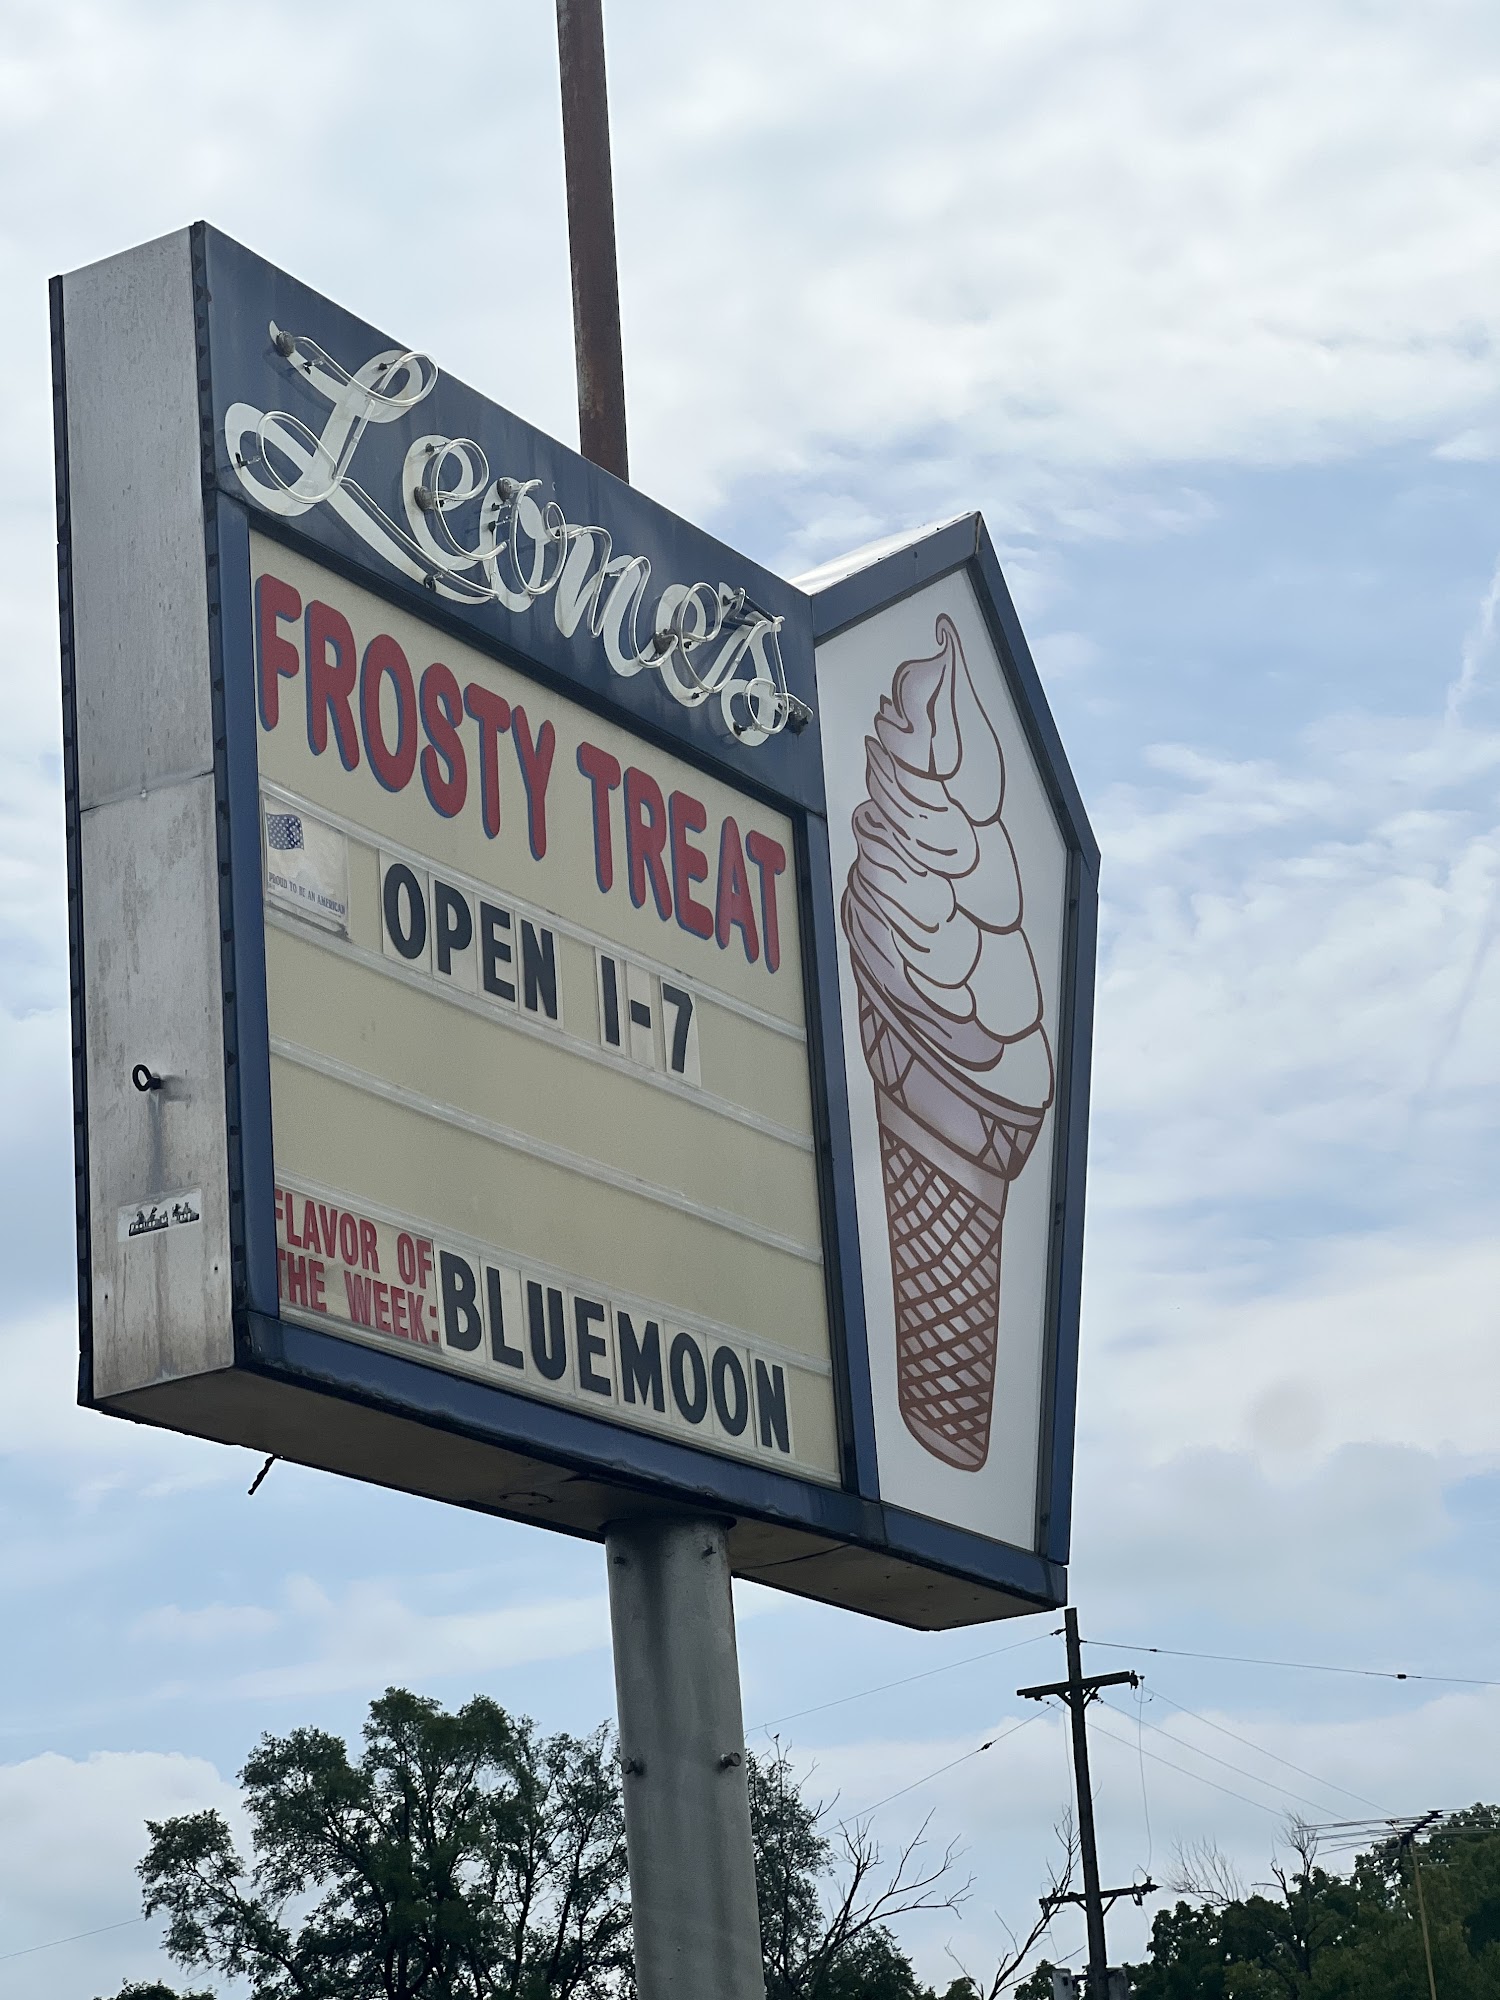 Leone's
FROSTY TREAT
PROUD TO BE AN AMERICAN
OPEN 1-7
FLAVOR OF
THE WEEK:
BLUEMOON